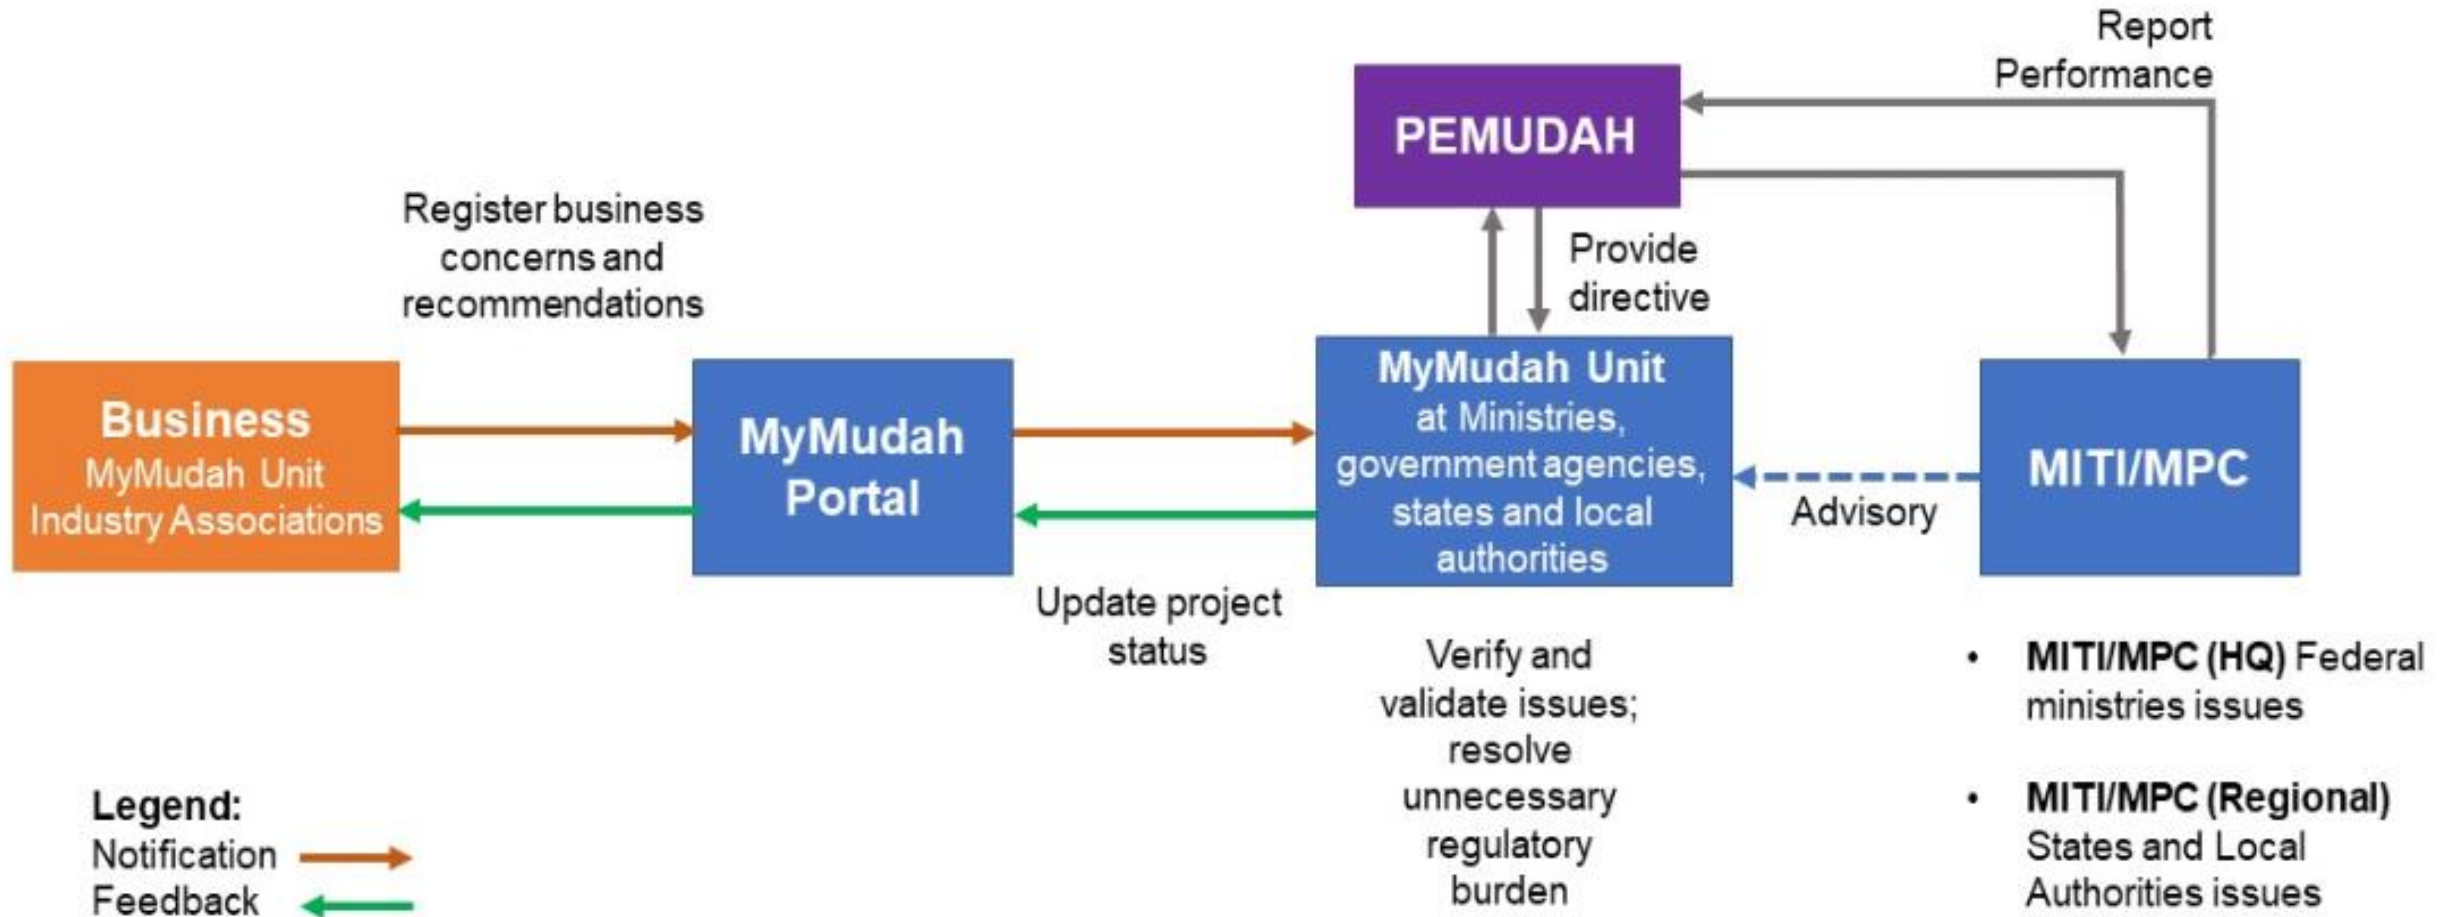 Report
Performance
PEMUDAH
Register business
concerns and
recommendations
Provide
directive
Business
MyMudah Unit
Industry Associations
MyMudah
Portal
MyMudah Unit
at Ministries,
government agencies,
states and local
authorities
MITI/MPC
Advisory
Update project
status
Verify and
validate issues;
resolve
unnecessary
regulatory
burden
• MITI/MPC (HQ) Federal
ministries issues
• MITI/MPC (Regional)
States and Local
Authorities issues
Legend:
Notification
Feedback